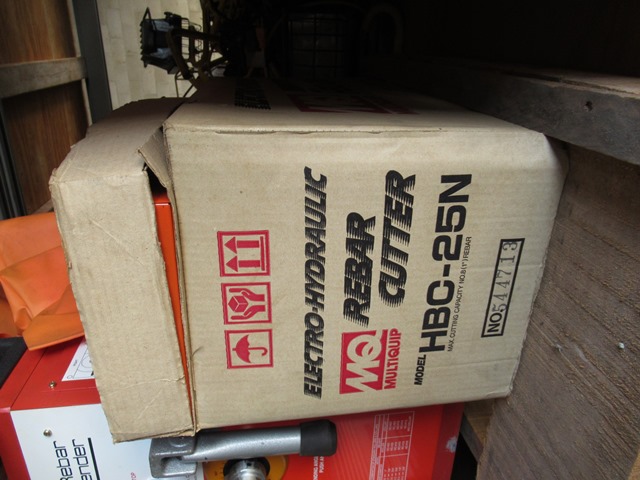 ELECTRO-HYDRAULIC
REBAR
CUTTER
MQ
MULTIQUIP
MODEL HBC-25N
MAX. CUTTING CAPACITY NO.8(1") REBAR
NO 544713
Rebar
ender